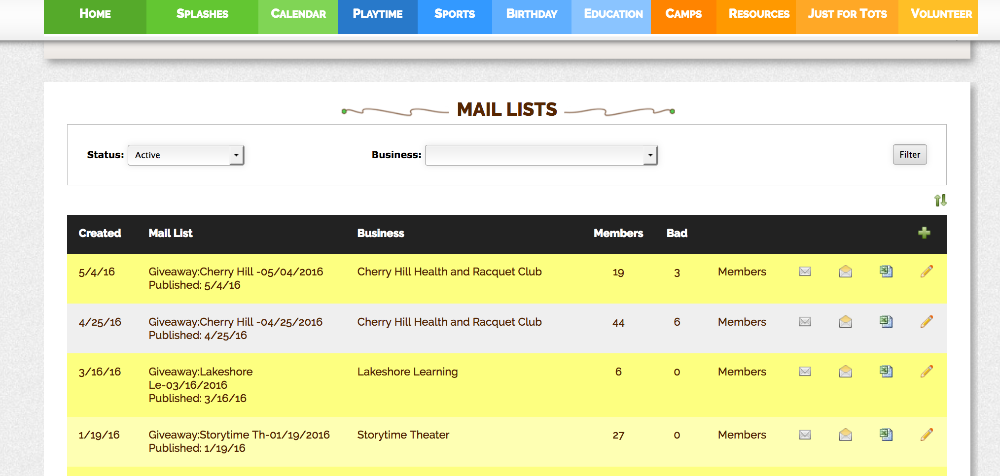 Home Splashes Calendar Playtime Sports Birthday Education Camps Resources Just for Tots Volunteer
MAIL LISTS
Status: Active Business: Filter
Created Mail List Business Members Bad
5/4/16 Giveaway:Cherry Hill -05/04/2016 Cherry Hill Health and Racquet Club 19 3 Members
Published: 5/4/16
4/25/16 Giveaway:Cherry Hill -04/25/2016 Cherry Hill Health and Racquet Club 44 6 Members
Published: 4/25/16
3/16/16 Giveaway:Lakeshore Lakeshore Learning 6 0 Members
Le-03/16/2016
Published: 3/16/16
1/19/16 Giveaway:Storytime Th-01/19/2016 Storytime Theater 27 0 Members
Published: 1/19/16